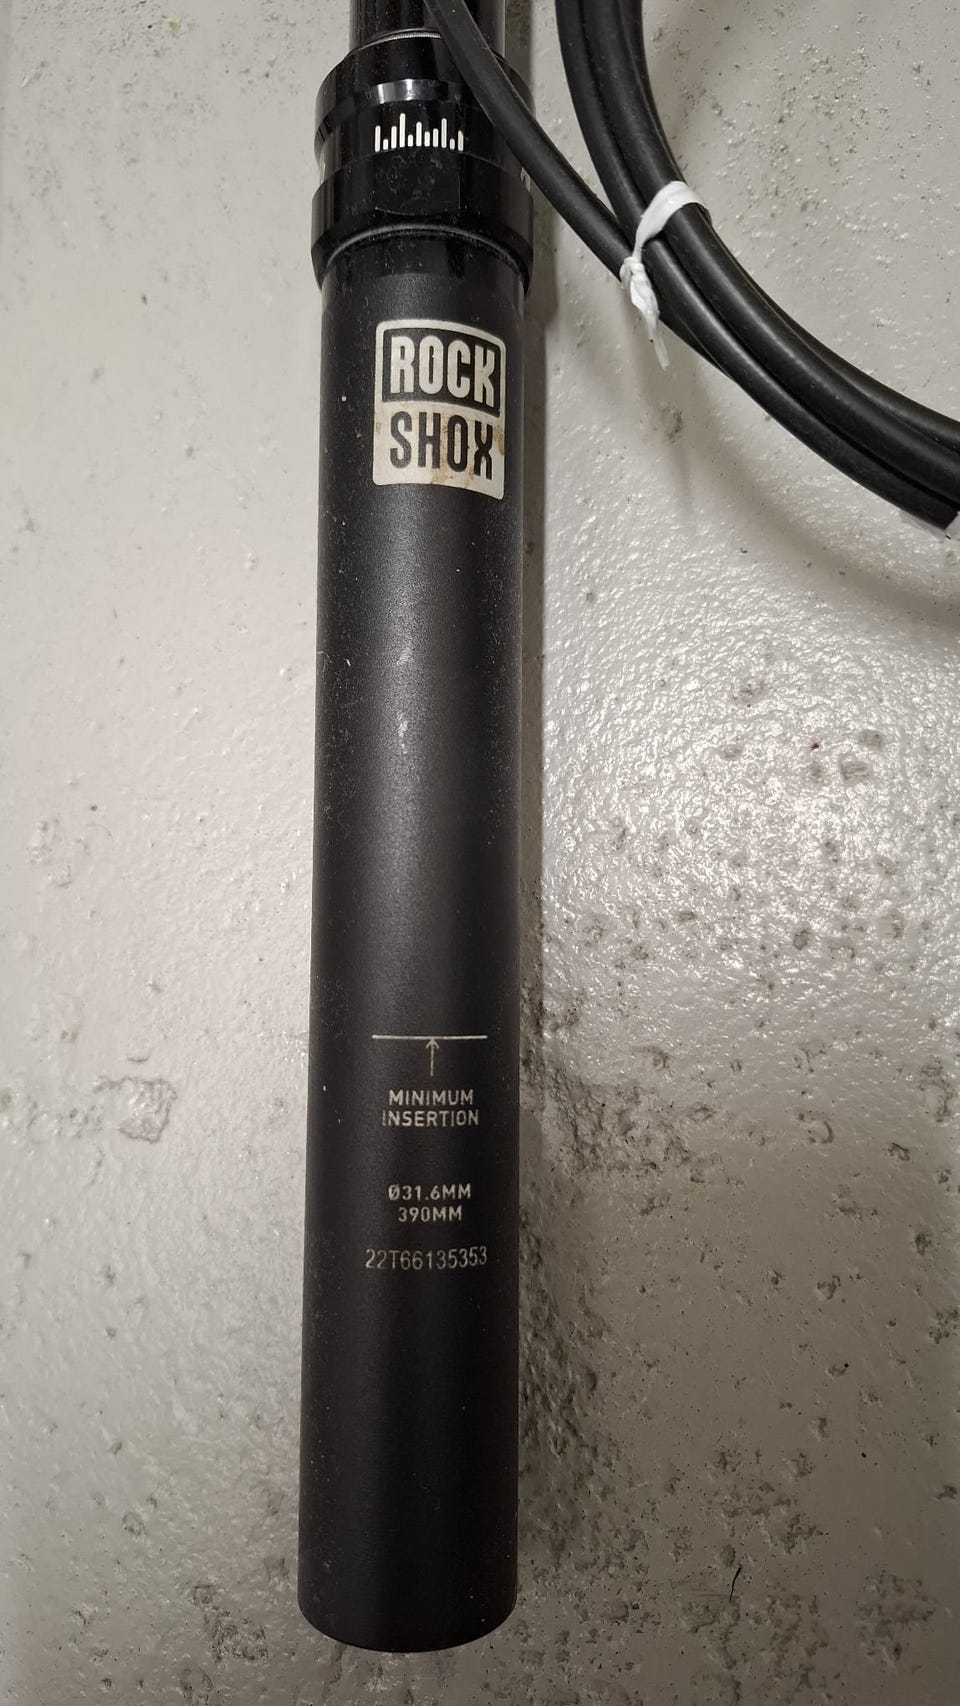 ROCK
SHOX
MINIMUM
INSERTION
Ø31.6MM
390MM
22T66135353